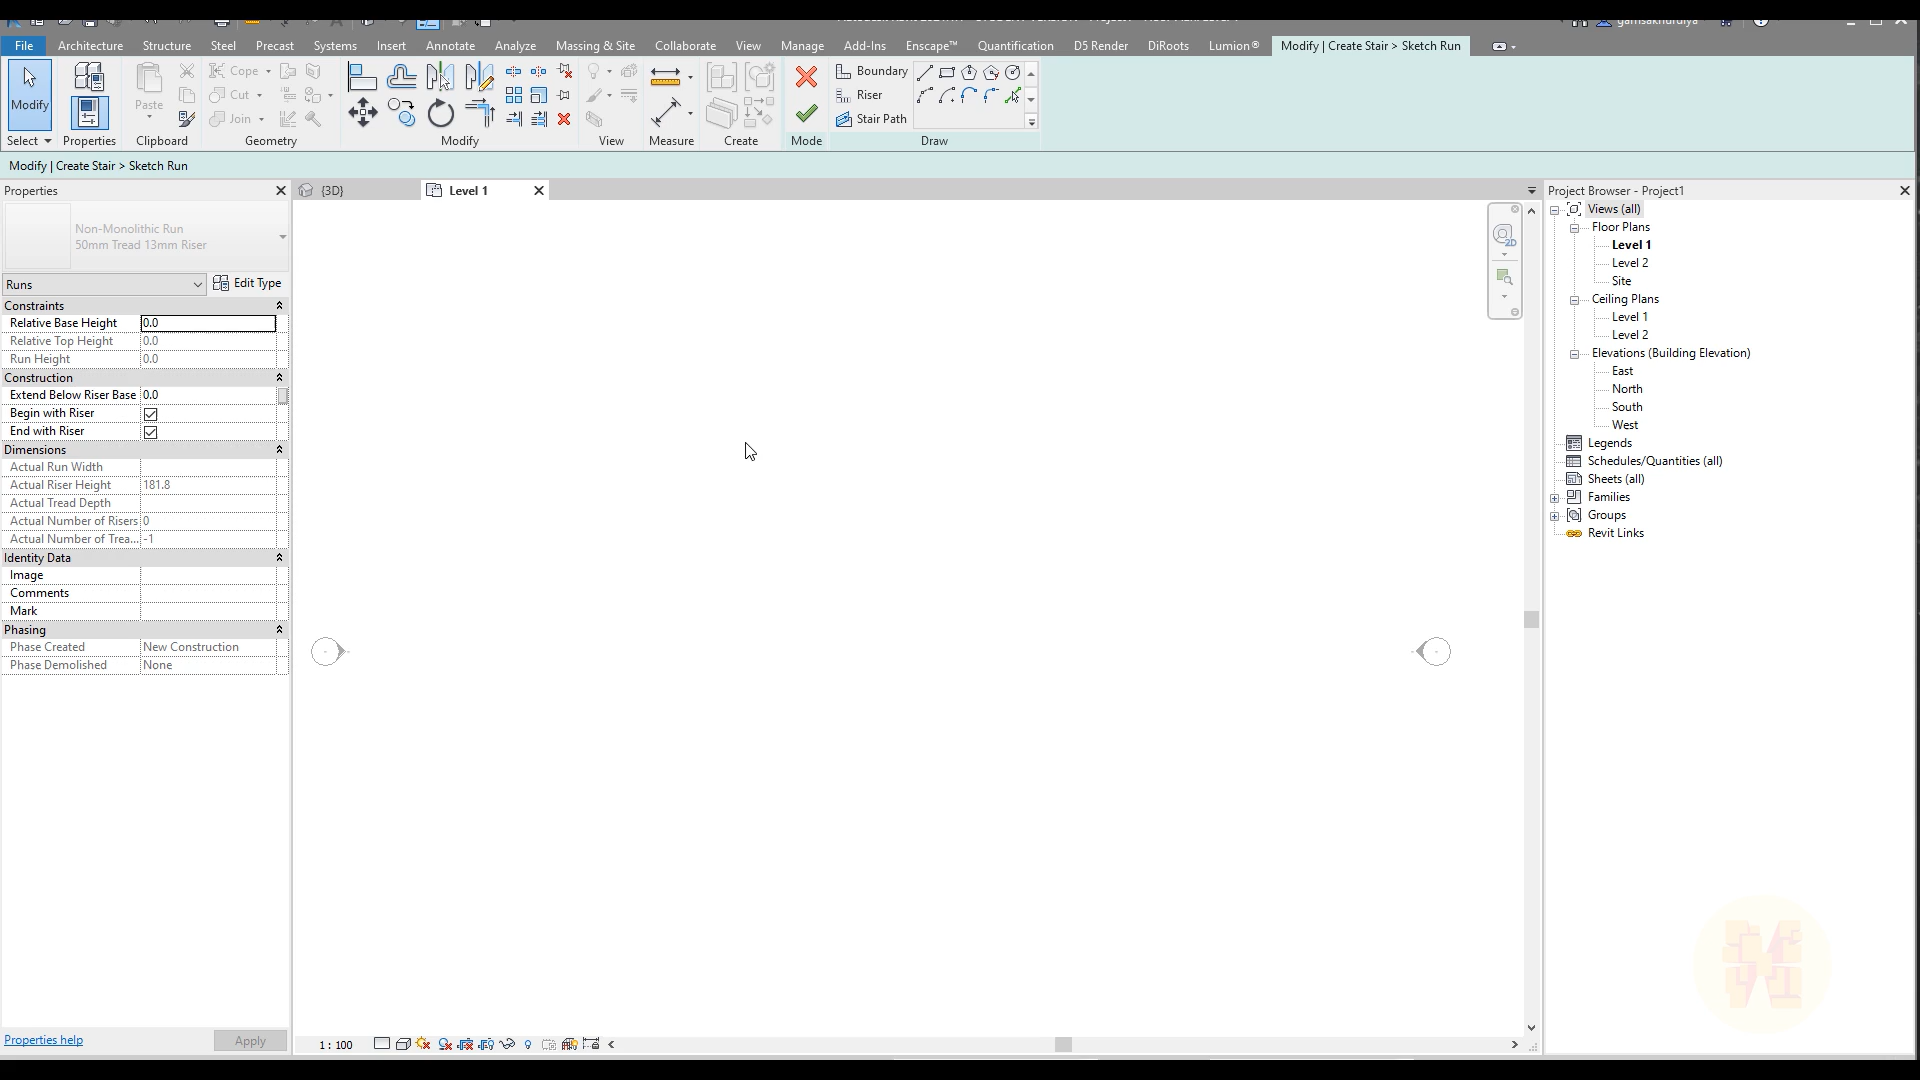 File Architecture Structure Steel Precast Systems Insert Annotate Analyze Massing & Site Collaborate View Manage Add-Ins Enscape™ Quantification D5 Render DiRoots Lumion® Modify | Create Stair > Sketch Run
Modify
Paste
Cope
Cut
Join
Boundary
Riser
Stair Path
Select Properties Clipboard Geometry Modify View Measure Create Mode Draw
Modify | Create Stair > Sketch Run
Properties
Non-Monolithic Run
50mm Tread 13mm Riser
Runs
Edit Type
Constraints
Relative Base Height 0.0
Relative Top Height 0.0
Run Height 0.0
Construction
Extend Below Riser Base 0.0
Begin with Riser
End with Riser
Dimensions
Actual Run Width
Actual Riser Height 181.8
Actual Tread Depth
Actual Number of Risers 0
Actual Number of Trea... -1
Identity Data
Image
Comments
Mark
Phasing
Phase Created New Construction
Phase Demolished None
Properties help
Apply
{3D}
Level 1
2D
1 : 100
Project Browser - Project1
Views (all)
Floor Plans
Level 1
Level 2
Site
Ceiling Plans
Level 1
Level 2
Elevations (Building Elevation)
East
North
South
West
Legends
Schedules/Quantities (all)
Sheets (all)
Families
Groups
Revit Links